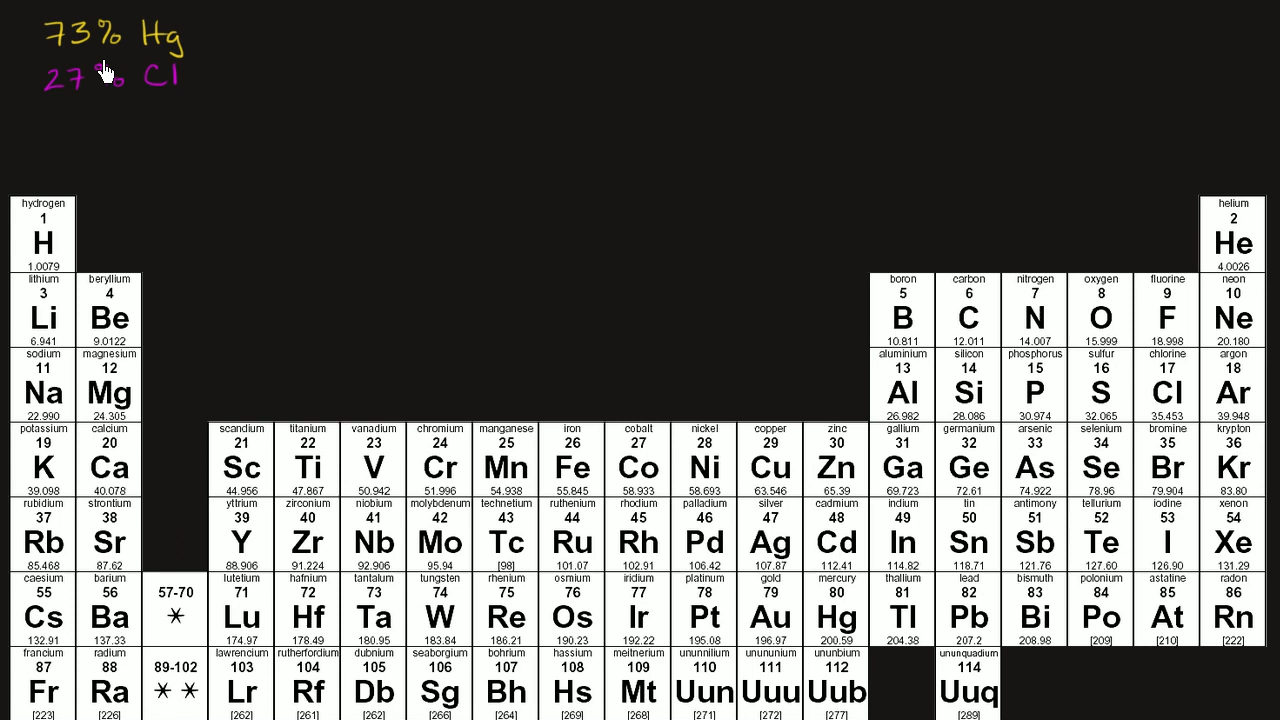 73% Hg
27% Cl
hydrogen helium
1 2
H He
1.0079 4.0026
lithium beryllium boron carbon nitrogen oxygen fluorine neon
3 4 5 6 7 8 9 10
Li Be B C N O F Ne
6.941 9.0122 10.811 12.011 14.007 15.999 18.998 20.180
sodium magnesium aluminium silicon phosphorus sulfur chlorine argon
11 12 13 14 15 16 17 18
Na Mg Al Si P S Cl Ar
22.990 24.305 26.982 28.086 30.974 32.065 35.453 39.948
potassium calcium scandium titanium vanadium chromium manganese iron cobalt nickel copper zinc gallium germanium arsenic selenium bromine krypton
19 20 21 22 23 24 25 26 27 28 29 30 31 32 33 34 35 36
K Ca Sc Ti V Cr Mn Fe Co Ni Cu Zn Ga Ge As Se Br Kr
39.098 40.078 44.956 47.867 50.942 51.996 54.938 55.845 58.933 58.693 63.546 65.39 69.723 72.61 74.922 78.96 79.904 83.80
rubidium strontium yttrium zirconium niobium molybdenum technetium ruthenium rhodium palladium silver cadmium indium tin antimony tellurium iodine xenon
37 38 39 40 41 42 43 44 45 46 47 48 49 50 51 52 53 54
Rb Sr Y Zr Nb Mo Tc Ru Rh Pd Ag Cd In Sn Sb Te I Xe
85.468 87.62 88.906 91.224 92.906 95.94 [98] 101.07 102.91 106.42 107.87 112.41 114.82 118.71 121.76 127.60 126.90 131.29
caesium barium lutetium hafnium tantalum tungsten rhenium osmium iridium platinum gold mercury thallium lead bismuth polonium astatine radon
55 56 57-70 71 72 73 74 75 76 77 78 79 80 81 82 83 84 85 86
Cs Ba * Lu Hf Ta W Re Os Ir Pt Au Hg Tl Pb Bi Po At Rn
132.91 137.33 174.97 178.49 180.95 183.84 186.21 190.23 192.22 195.08 196.97 200.59 204.38 207.2 208.98 [209] [210] [222]
francium radium lawrencium rutherfordium dubnium seaborgium bohrium hassium meitnerium ununnilium unununium ununbium ununquadium
87 88 89-102 103 104 105 106 107 108 109 110 111 112 114
Fr Ra * * Lr Rf Db Sg Bh Hs Mt Uun Uuu Uub Uuq
[223] [226] [262] [261] [262] [266] [264] [269] [268] [271] [272] [277] [289]